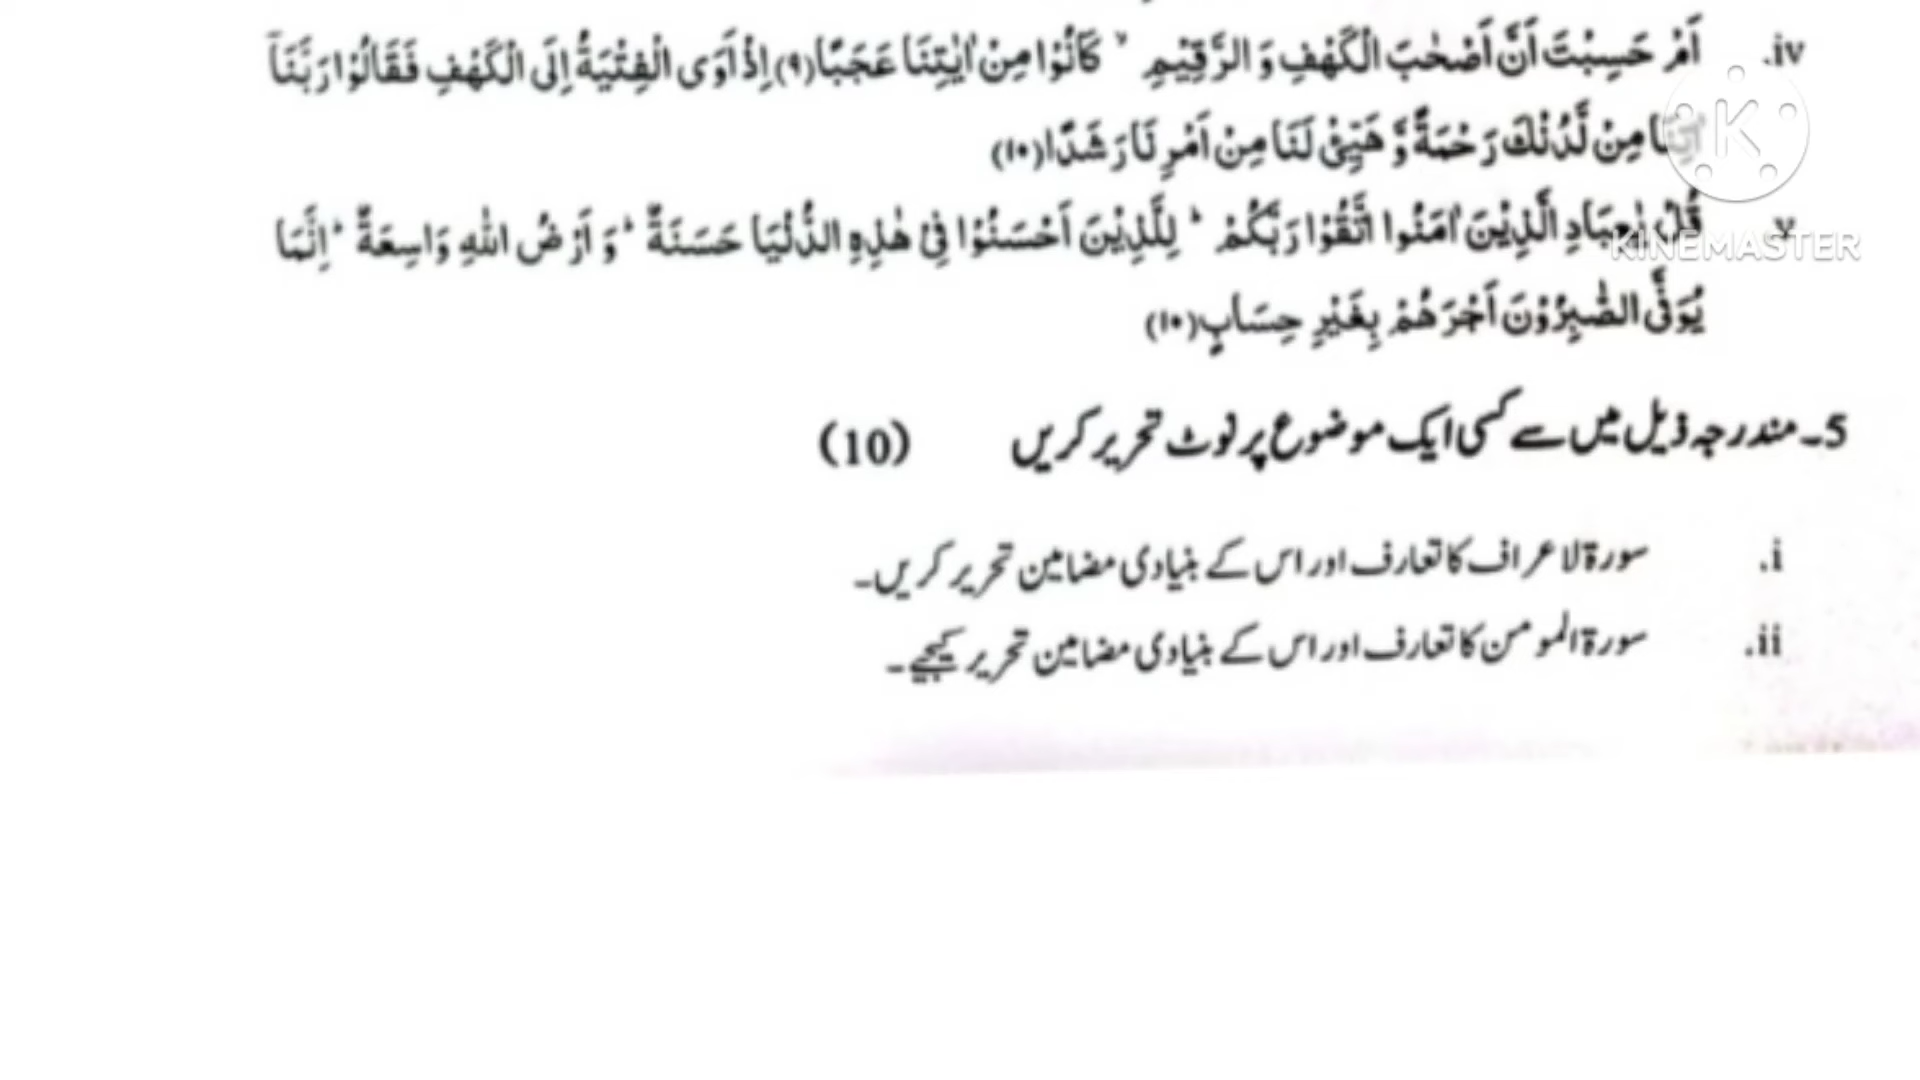 iv. اَمْ حَسِبْتَ اَنَّ اَصْحٰبَ الْكَهْفِ وَ الرَّقِیْمِ ۙ كَانُوْا مِنْ اٰیٰتِنَا عَجَبًا(۹)اِذْ اَوَى الْفِتْیَةُ اِلَى الْكَهْفِ فَقَالُوْا رَبَّنَاۤ
اٰتِنَا مِنْ لَّدُنْكَ رَحْمَةً وَّ هَیِّئْ لَنَا مِنْ اَمْرِنَا رَشَدًا(۱۰)
v. قُلْ یٰعِبَادِ الَّذِیْنَ اٰمَنُوا اتَّقُوْا رَبَّكُمْ ؕ لِلَّذِیْنَ اَحْسَنُوْا فِیْ هٰذِهِ الدُّنْیَا حَسَنَةٌ ؕ وَ اَرْضُ اللّٰهِ وَاسِعَةٌ ؕ اِنَّمَا
یُوَفَّى الصّٰبِرُوْنَ اَجْرَهُمْ بِغَیْرِ حِسَابٍ(۱۰)
5۔ مندرجہ ذیل میں سے کسی ایک موضوع پر نوٹ تحریر کریں (10)
i. سورۃ لاعراف کا تعارف اور اس کے بنیادی مضامین تحریر کریں۔
ii. سورۃ المومن کا تعارف اور اس کے بنیادی مضامین تحریر کیجیے۔
K
KINEMASTER